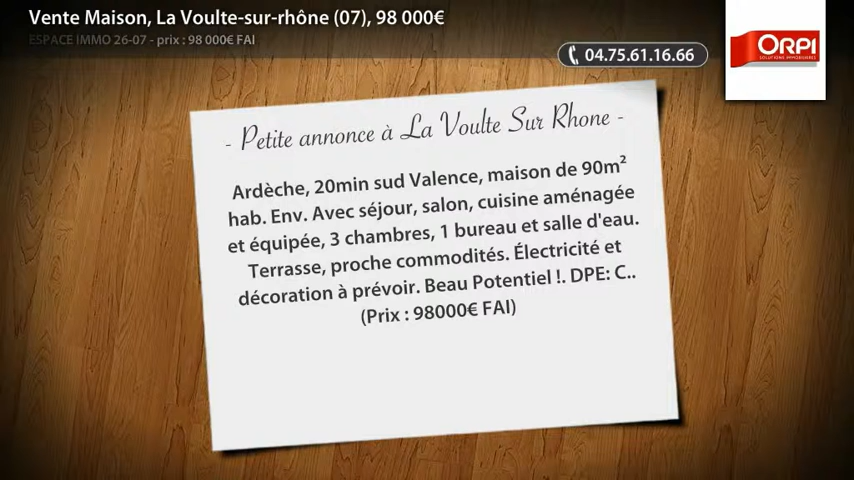 Vente Maison, La Voulte-sur-rhône (07), 98 000€
ESPACE IMMO 26-07 - prix : 98 000€ FAI
04.75.61.16.66
ORPI
SOLUTIONS IMMOBILIERES
- Petite annonce à La Voulte Sur Rhone -
Ardèche, 20min sud Valence, maison de 90m²
hab. Env. Avec séjour, salon, cuisine aménagée
et équipée, 3 chambres, 1 bureau et salle d'eau.
Terrasse, proche commodités. Électricité et
décoration à prévoir. Beau Potentiel !. DPE: C..
(Prix : 98000€ FAI)